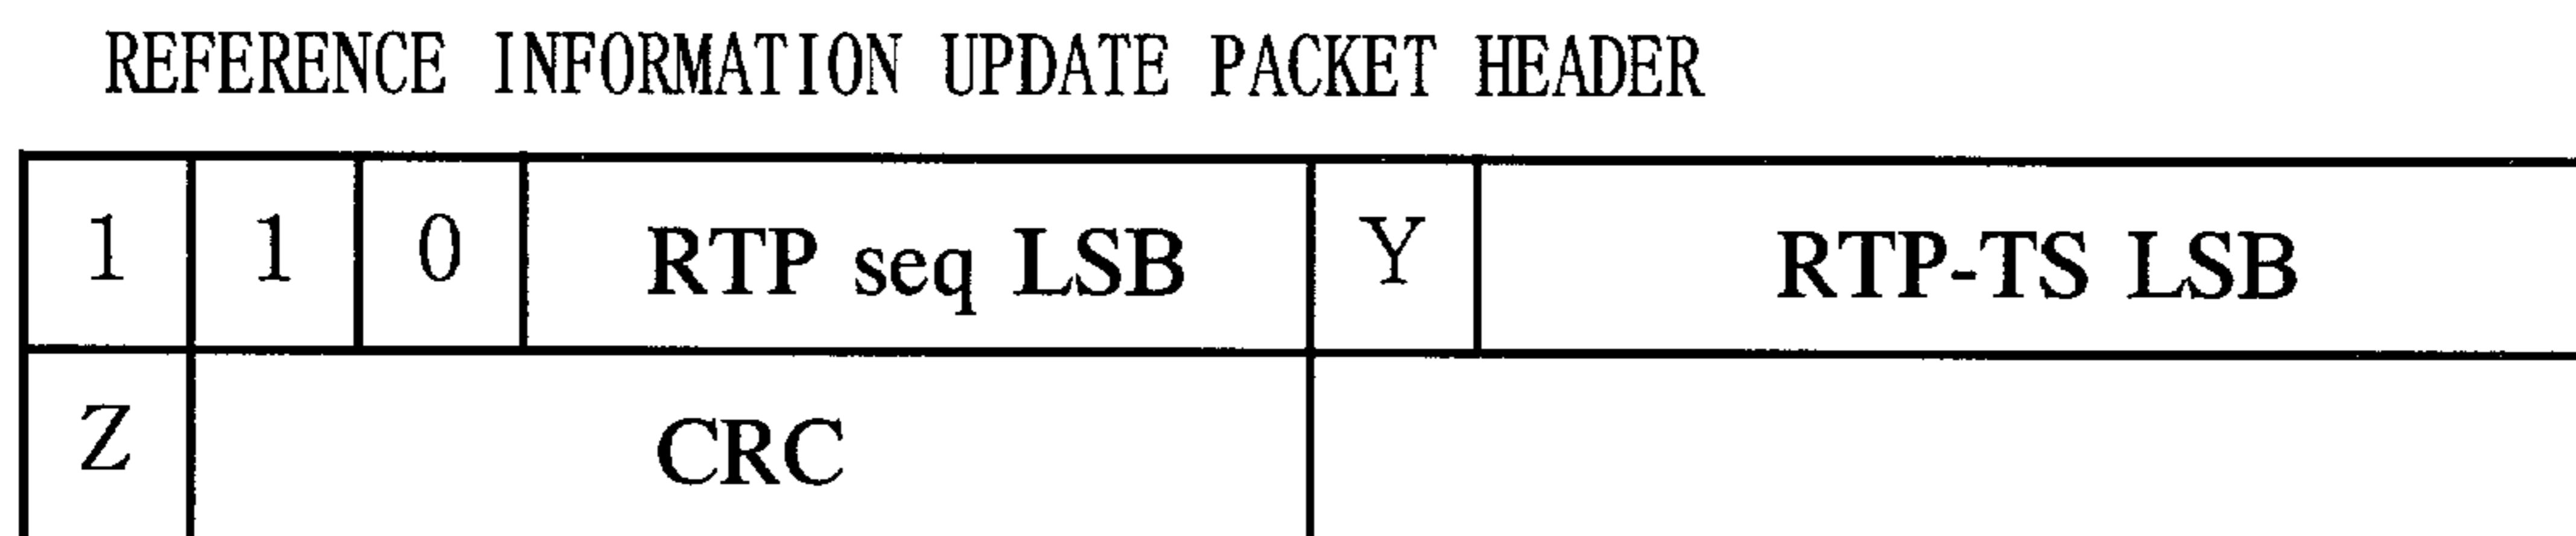 REFERENCE INFORMATION UPDATE PACKET HEADER
1 1 0 RTP seq LSB Y RTP-TS LSB
Z CRC